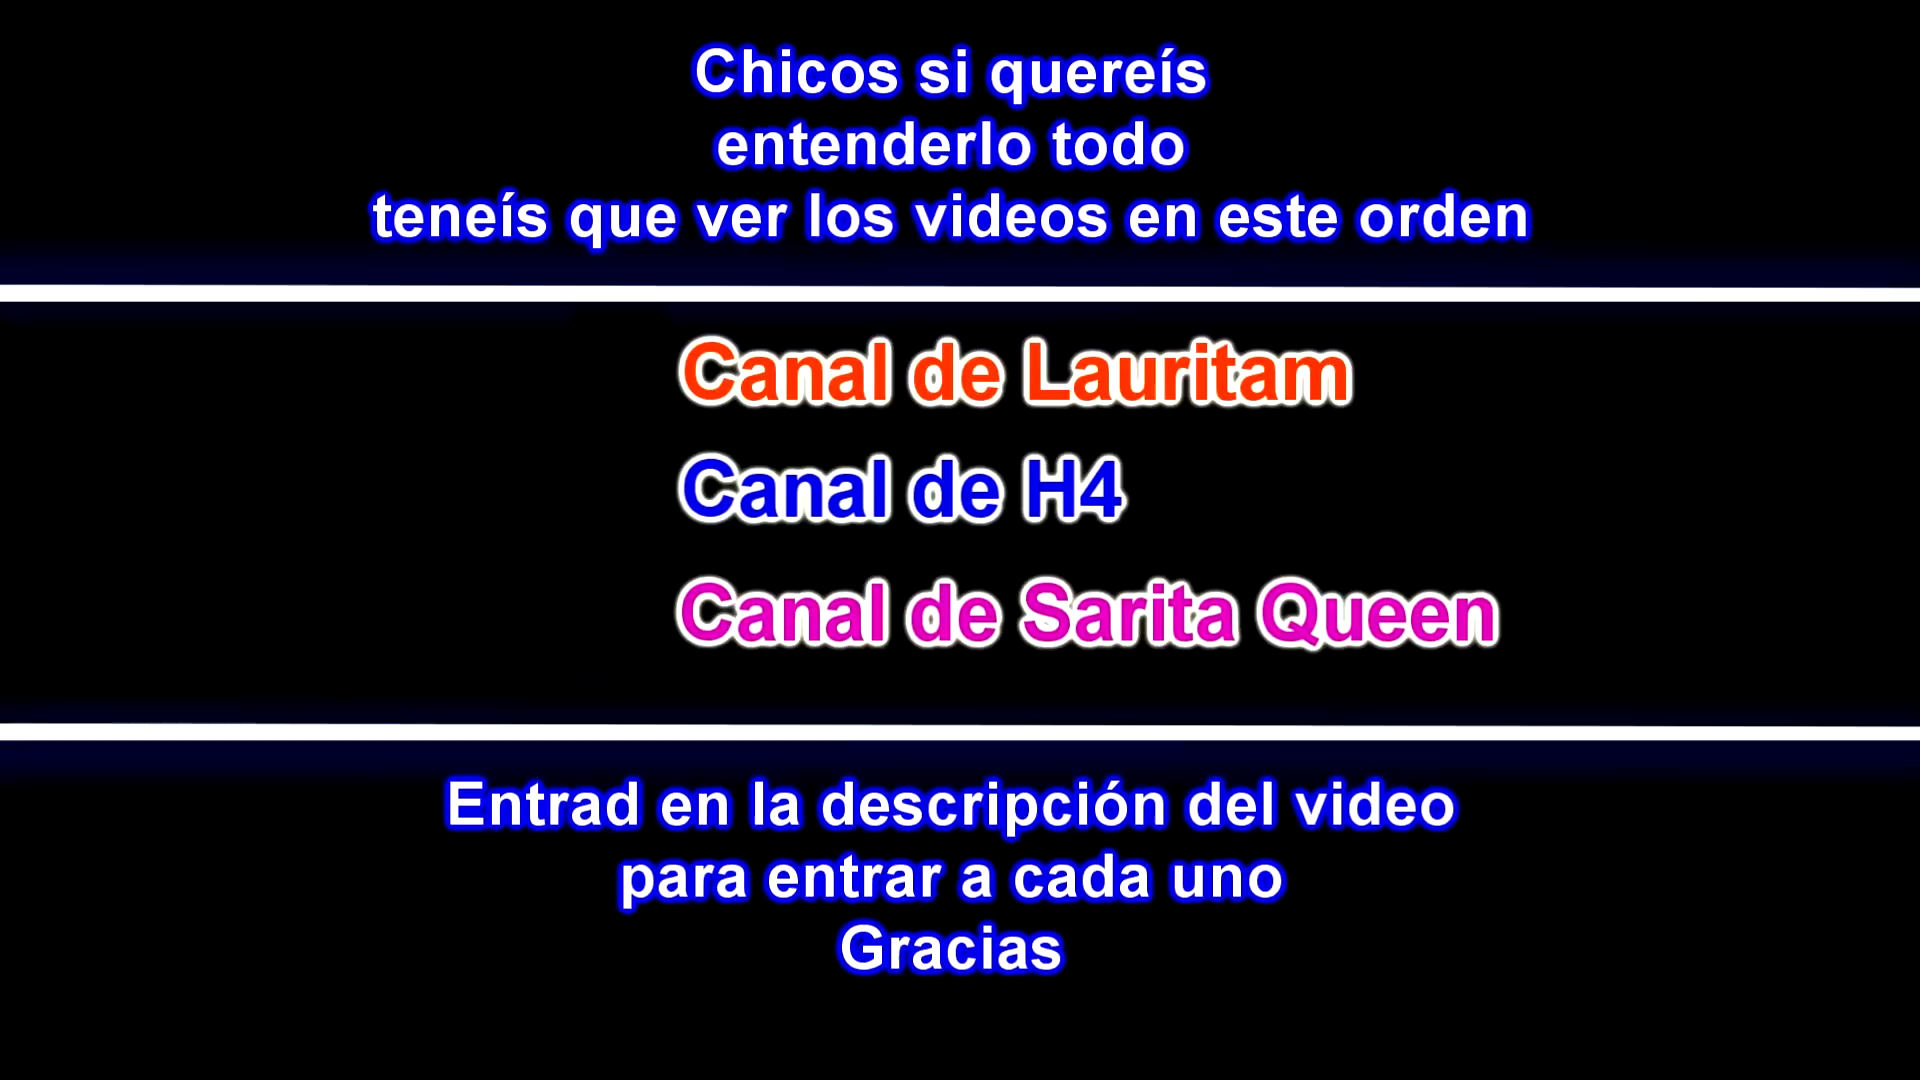 Chicos si quereís
entenderlo todo
teneís que ver los videos en este orden
Canal de Lauritam
Canal de H4
Canal de Sarita Queen
Entrad en la descripción del video
para entrar a cada uno
Gracias